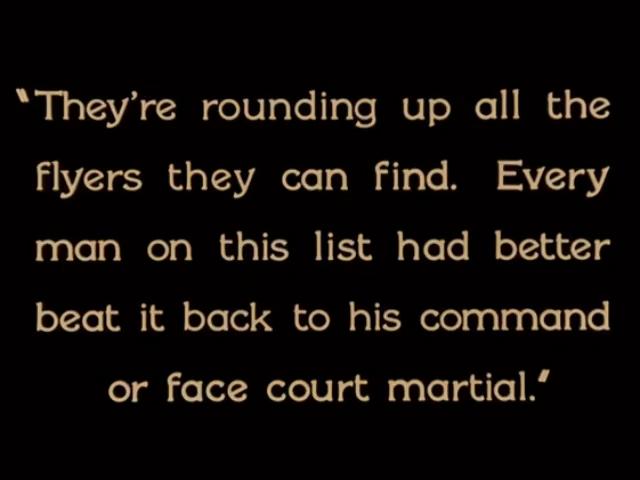 "They're rounding up all the
flyers they can find. Every
man on this list had better
beat it back to his command
or face court martial."